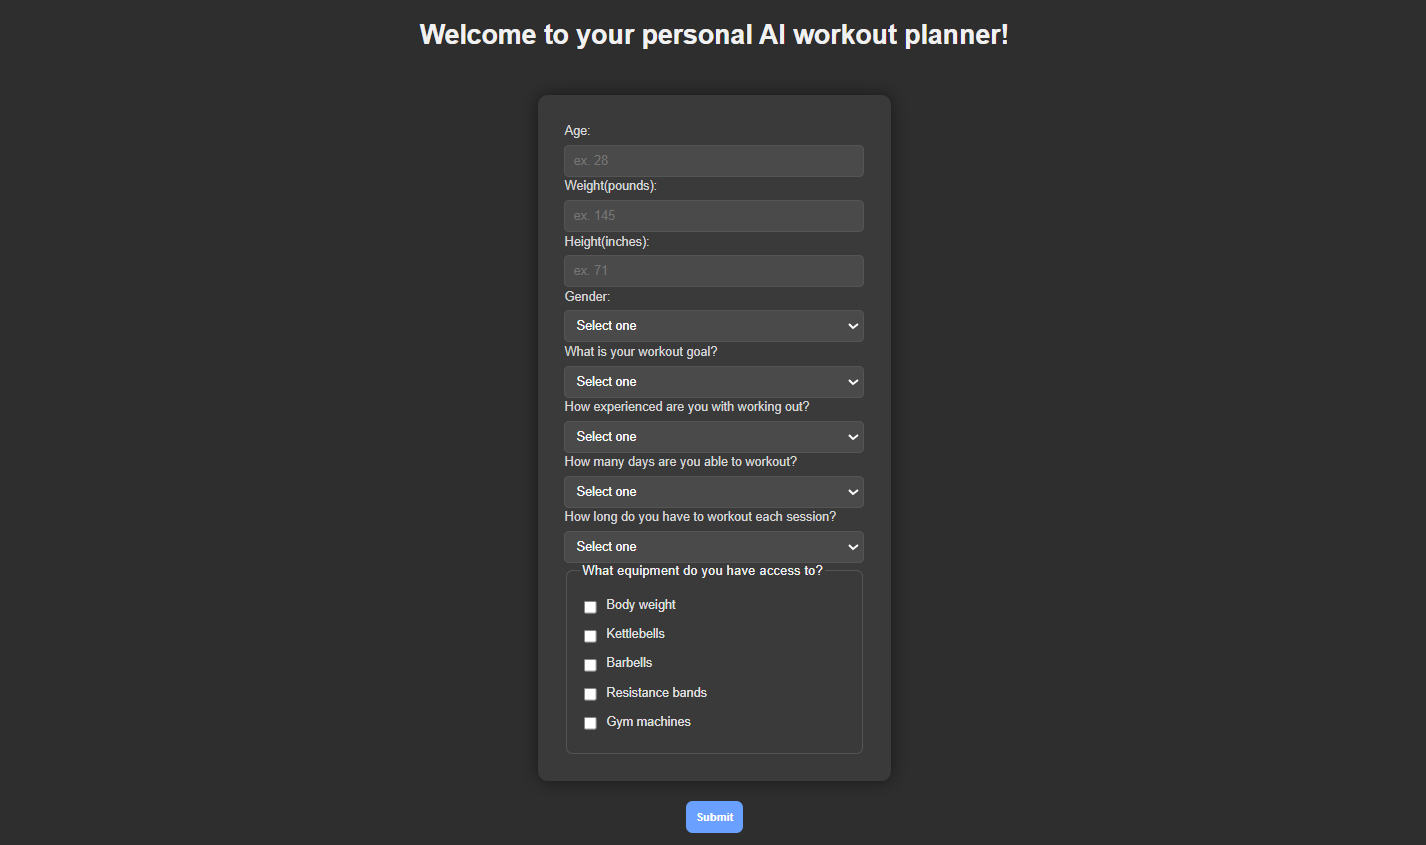 Welcome to your personal AI workout planner!
Age:
ex. 28
Weight(pounds):
ex. 145
Height(inches):
ex. 71
Gender:
Select one
What is your workout goal?
Select one
How experienced are you with working out?
Select one
How many days are you able to workout?
Select one
How long do you have to workout each session?
Select one
What equipment do you have access to?
Body weight
Kettlebells
Barbells
Resistance bands
Gym machines
Submit